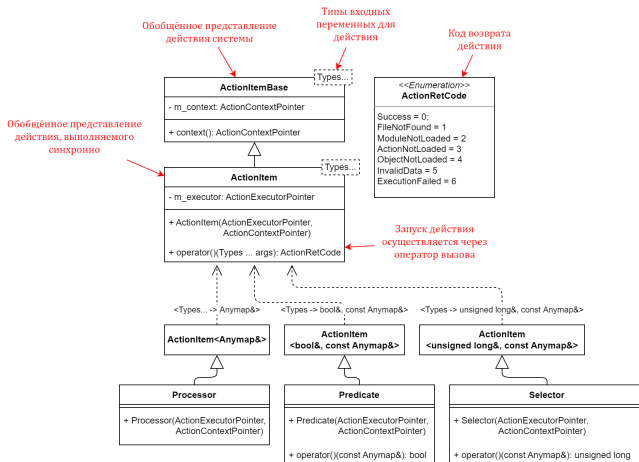 Обобщённое представление
действия системы
Типы входных
переменных для
действия
Код возврата
действия
Types...
ActionItemBase
- m_context: ActionContextPointer
+ context(): ActionContextPointer
<<Enumeration>>
ActionRetCode
Success = 0;
FileNotFound = 1
ModuleNotLoaded = 2
ActionNotLoaded = 3
ObjectNotLoaded = 4
InvalidData = 5
ExecutionFailed = 6
Обобщённое представление
действия, выполняемого
синхронно
Types...
ActionItem
- m_executor: ActionExecutorPointer
+ ActionItem(ActionExecutorPointer,
ActionContextPointer)
+ operator()(Types ... args): ActionRetCode
Запуск действия
осуществляется через
оператор вызова
<Types... -> Anymap&>
<Types -> bool&, const Anymap&>
<Types -> unsigned long&, const Anymap&>
ActionItem<Anymap&>
ActionItem
<bool&, const Anymap&>
ActionItem
<unsigned long&, const Anymap&>
Processor
+ Processor(ActionExecutorPointer,
ActionContextPointer)
Predicate
+ Predicate(ActionExecutorPointer,
ActionContextPointer)
+ operator()(const Anymap&): bool
Selector
+ Selector(ActionExecutorPointer,
ActionContextPointer)
+ operator()(const Anymap&): unsigned long